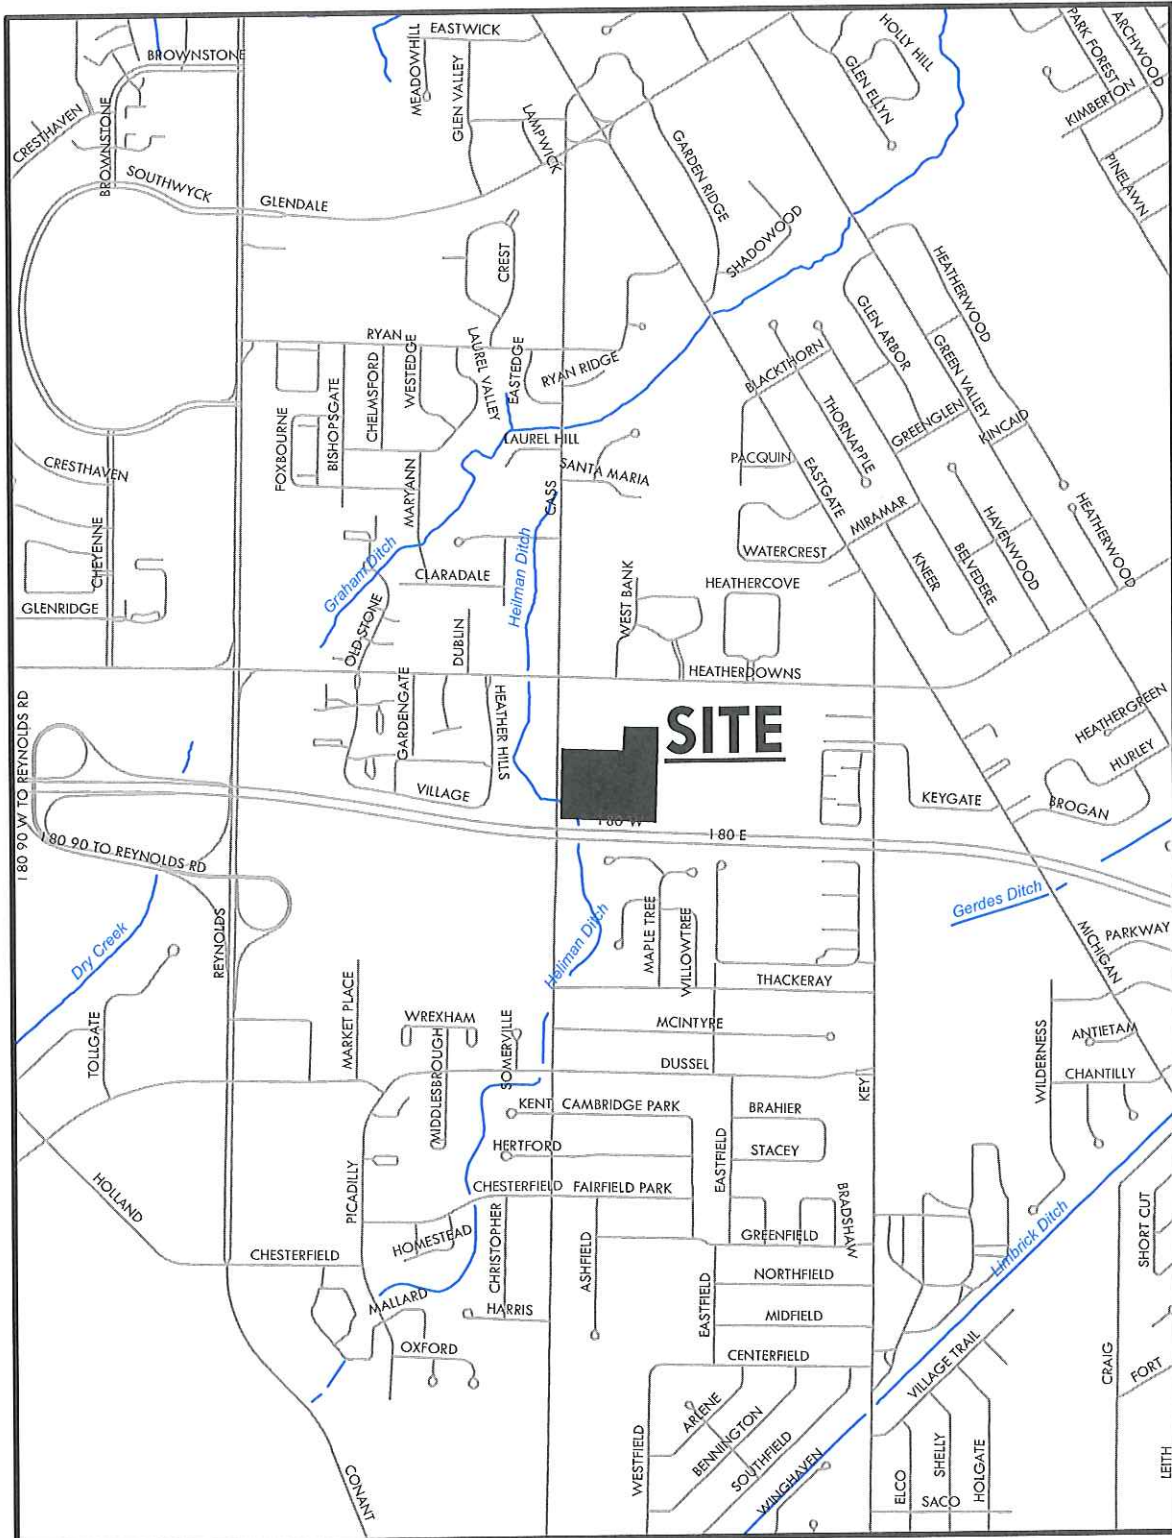 BROWNSTONE
MEADOWHILL
EASTWICK
GLEN VALLEY
HOLLY HILL
GLEN ELLYN
PARK FOREST
ARCHWOOD
KIMBERTON
PINELAWN
CRESTHAVEN
BROWNSTONE
SOUTHWYCK
GLENDALE
LAMPWICK
GARDEN RIDGE
SHADOWOOD
CREST
HEATHERWOOD
GLEN ARBOR
RYAN
LAUREL VALLEY
EASTEDGE
RYAN RIDGE
WESTEDGE
CHELMSFORD
BISHOPSGATE
FOXBOURNE
BLACKTHORN
THORNAPPLE
GREEN VALLEY
GREENGLEN
KINCAID
LAUREL HILL
SANTA MARIA
PACQUIN
EASTGATE
CRESTHAVEN
MARYANN
CASS
MIRAMAR
WATERCREST
HAVENWOOD
HEATHERWOOD
KNEER
BELVEDERE
CHEYENNE
GLENRIDGE
Graham Ditch
CLARADALE
Heilman Ditch
WEST BANK
HEATHERCOVE
OLD STONE
DUBLIN
HEATHERDOWNS
GARDENGATE
HEATHER HILLS
SITE
HEATHERGREEN
HURLEY
I 80 90 W TO REYNOLDS RD
VILLAGE
KEYGATE
BROGAN
I 80 W
I 80 E
I 80 90 TO REYNOLDS RD
REYNOLDS
Dry Creek
Heilman Ditch
MAPLE TREE
WILLOWTREE
Gerdes Ditch
MICHIGAN
PARKWAY
THACKERAY
MARKET PLACE
WREXHAM
MIDDLESBROUGH
SOMERVILLE
MCINTYRE
TOLLGATE
DUSSEL
KEY
WILDERNESS
ANTIETAM
CHANTILLY
KENT
CAMBRIDGE PARK
BRAHIER
HERTFORD
STACEY
EASTFIELD
HOLLAND
PICADILLY
CHESTERFIELD
FAIRFIELD PARK
BRADSHAW
HOMESTEAD
CHRISTOPHER
ASHFIELD
GREENFIELD
CHESTERFIELD
NORTHFIELD
Limbrick Ditch
SHORT CUT
MALLARD
HARRIS
EASTFIELD
MIDFIELD
OXFORD
CENTERFIELD
VILLAGE TRAIL
CRAIG
FORT
ARLENE
BENNINGTON
SOUTHFIELD
WESTFIELD
WINGHAVEN
ELCO
SHELLY
HOLGATE
SACO
LEITH
CONANT